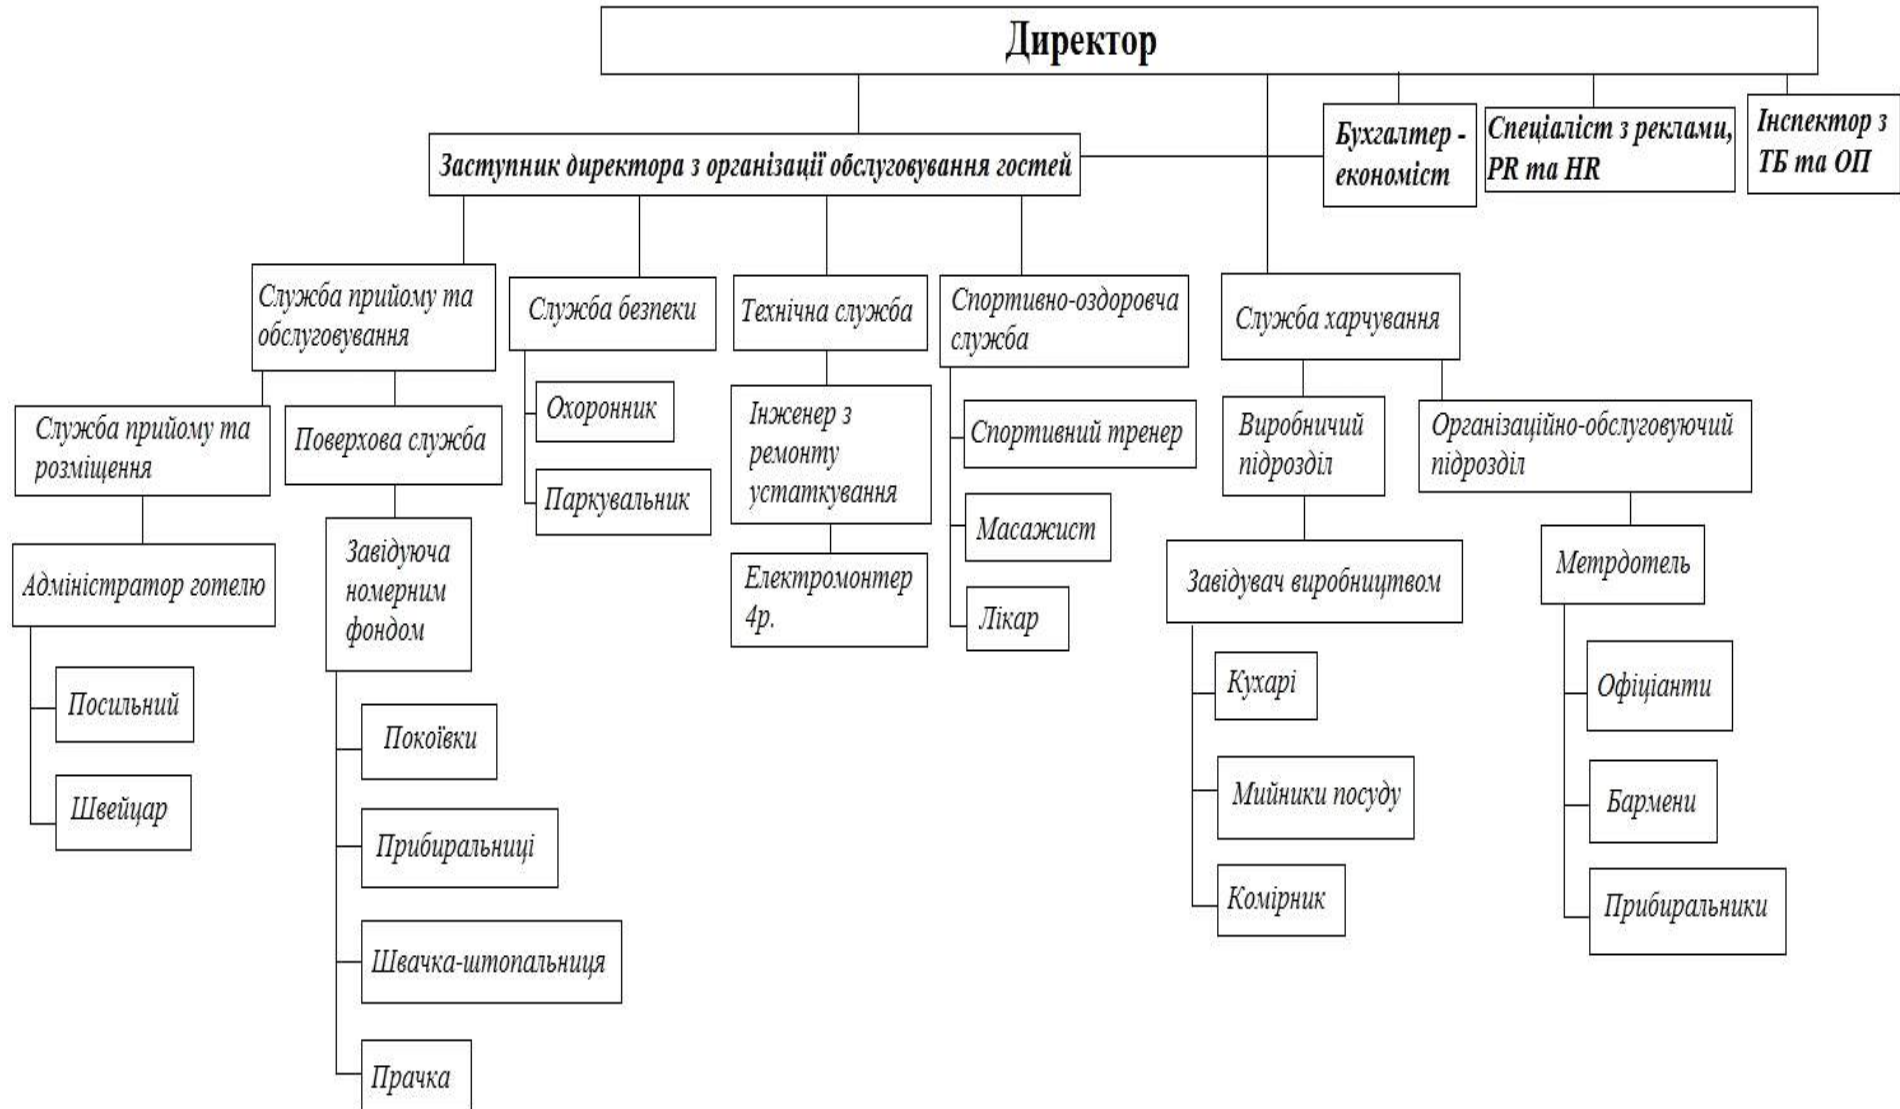 Директор
Заступник директора з організації обслуговування гостей
Бухгалтер -
економіст
Спеціаліст з реклами,
PR та HR
Інспектор з
ТБ та ОП
Служба прийому та
обслуговування
Служба безпеки
Технічна служба
Спортивно-оздоровча
служба
Служба харчування
Служба прийому та
розміщення
Поверхова служба
Охоронник
Паркувальник
Інженер з
ремонту
устаткування
Електромонтер
4р.
Спортивний тренер
Масажист
Лікар
Виробничий
підрозділ
Організаційно-обслуговуючий
підрозділ
Адміністратор готелю
Посильний
Швейцар
Завідуюча
номерним
фондом
Покоївки
Прибиральниці
Швачка-штопальниця
Прачка
Завідувач виробництвом
Кухарі
Мийники посуду
Комірник
Метрдотель
Офіціанти
Бармени
Прибиральники